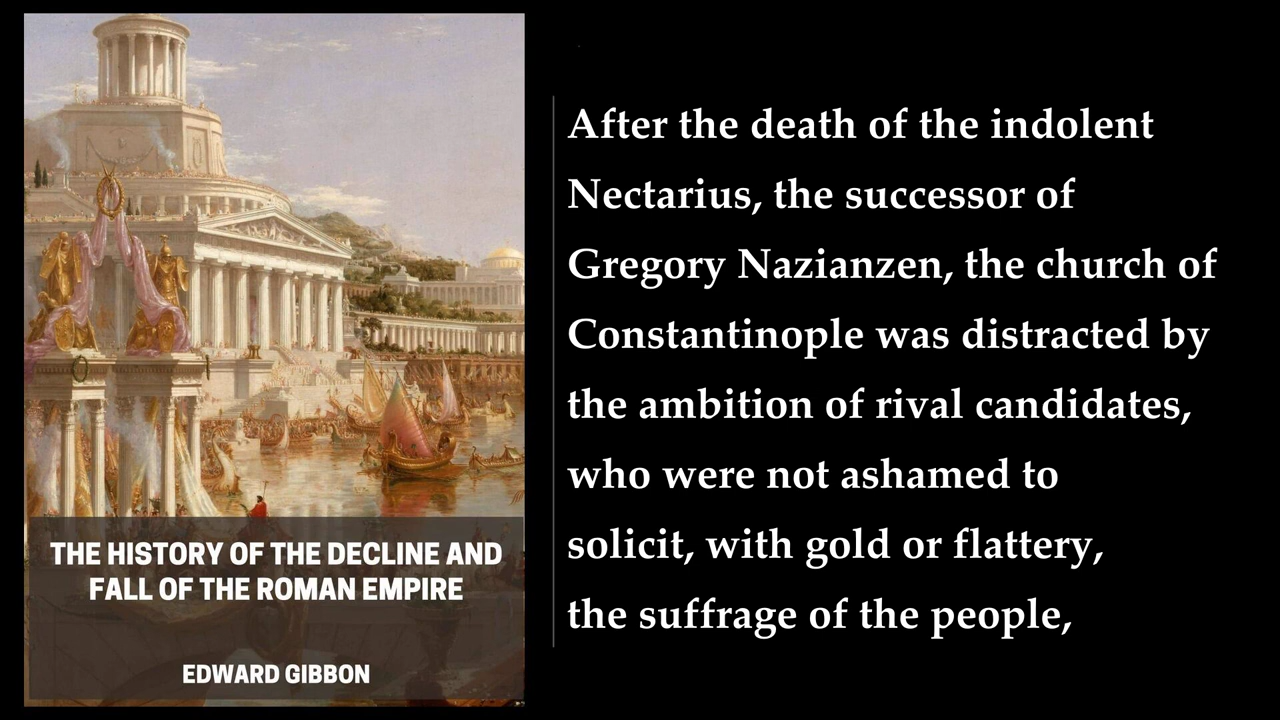 THE HISTORY OF THE DECLINE AND
FALL OF THE ROMAN EMPIRE
EDWARD GIBBON
After the death of the indolent
Nectarius, the successor of
Gregory Nazianzen, the church of
Constantinople was distracted by
the ambition of rival candidates,
who were not ashamed to
solicit, with gold or flattery,
the suffrage of the people,